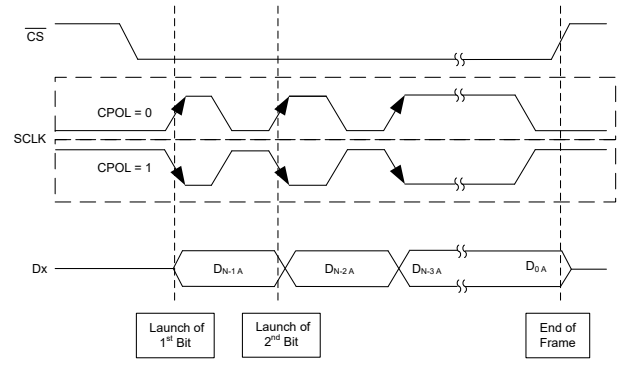 CS
CPOL = 0
SCLK
CPOL = 1
Dx
DN-1 A
DN-2 A
DN-3 A
D0 A
Launch of
1st Bit
Launch of
2nd Bit
End of
Frame